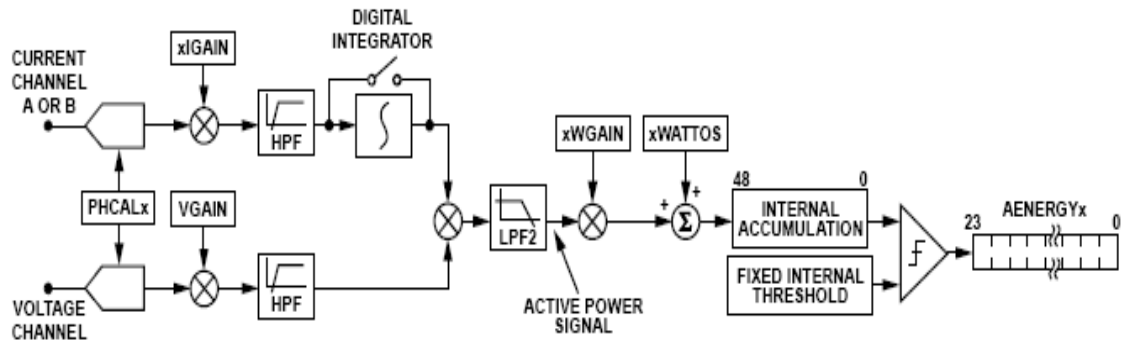 DIGITAL
INTEGRATOR
xIGAIN
CURRENT
CHANNEL
A OR B
HPF
xWGAIN
xWATTOS
PHCALx
VGAIN
LPF2
+
+
Σ
48
0
INTERNAL
ACCUMULATION
AENERGYx
23
0
FIXED INTERNAL
THRESHOLD
HPF
ACTIVE POWER
SIGNAL
VOLTAGE
CHANNEL